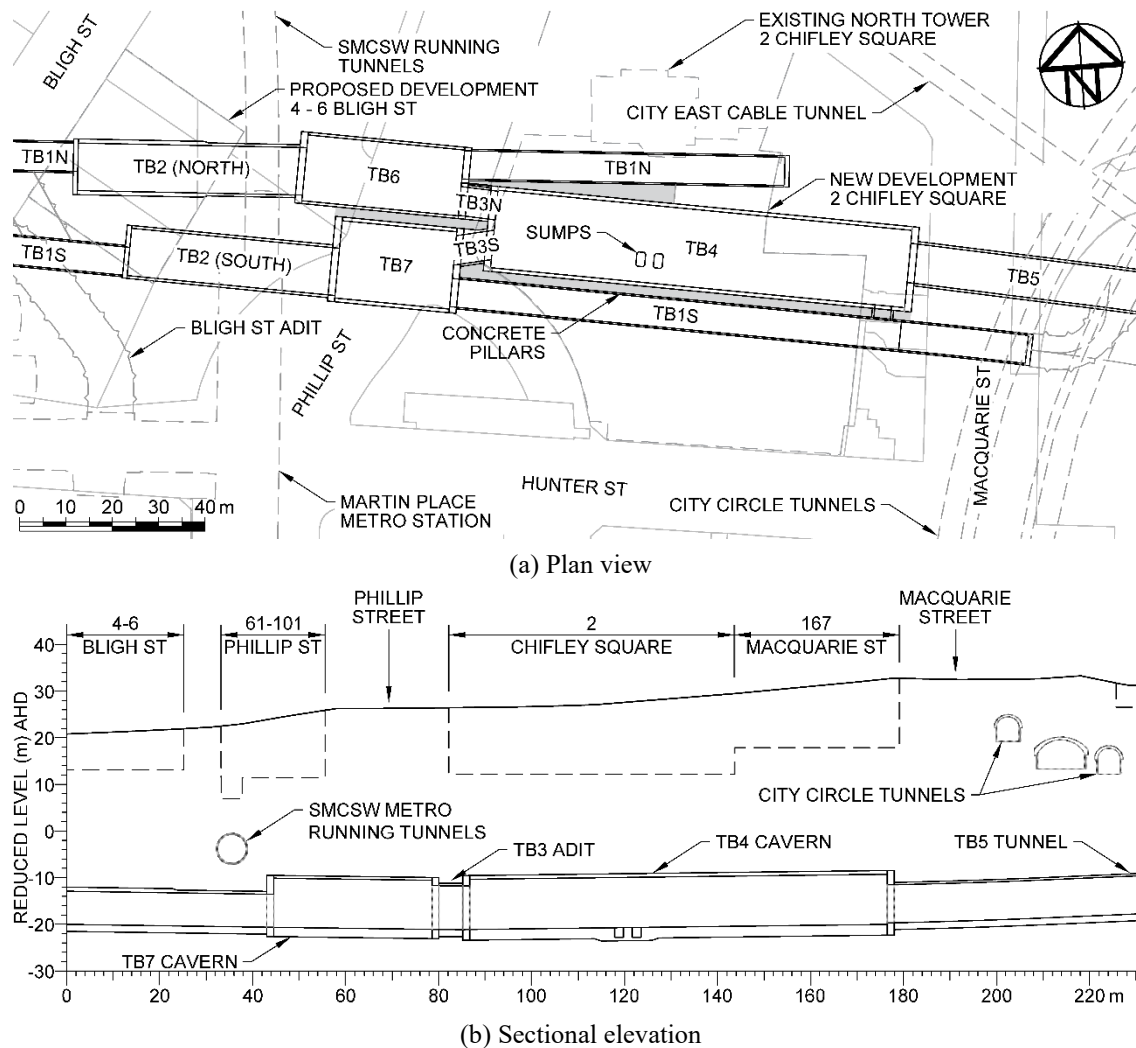 BLIGH ST
SMCSW RUNNING
TUNNELS
PROPOSED DEVELOPMENT
4 - 6 BLIGH ST
EXISTING NORTH TOWER
2 CHIFLEY SQUARE
N
CITY EAST CABLE TUNNEL
TB1N
TB2 (NORTH)
TB6
TB1N
NEW DEVELOPMENT
2 CHIFLEY SQUARE
TB3N
SUMPS
TB4
TB3S
TB1S
TB2 (SOUTH)
TB7
TB5
TB1S
BLIGH ST ADIT
CONCRETE
PILLARS
PHILLIP ST
MACQUARIE ST
HUNTER ST
0 10 20 30 40 m
MARTIN PLACE
METRO STATION
CITY CIRCLE TUNNELS
(a) Plan view
PHILLIP
STREET
MACQUARIE
STREET
4-6
BLIGH ST
61-101
PHILLIP ST
2
CHIFLEY SQUARE
167
MACQUARIE ST
REDUCED LEVEL (m) AHD
40
30
20
10
0
-10
-20
-30
CITY CIRCLE TUNNELS
SMCSW METRO
RUNNING TUNNELS
TB3 ADIT
TB4 CAVERN
TB5 TUNNEL
TB7 CAVERN
0 20 40 60 80 100 120 140 160 180 200 220 m
(b) Sectional elevation